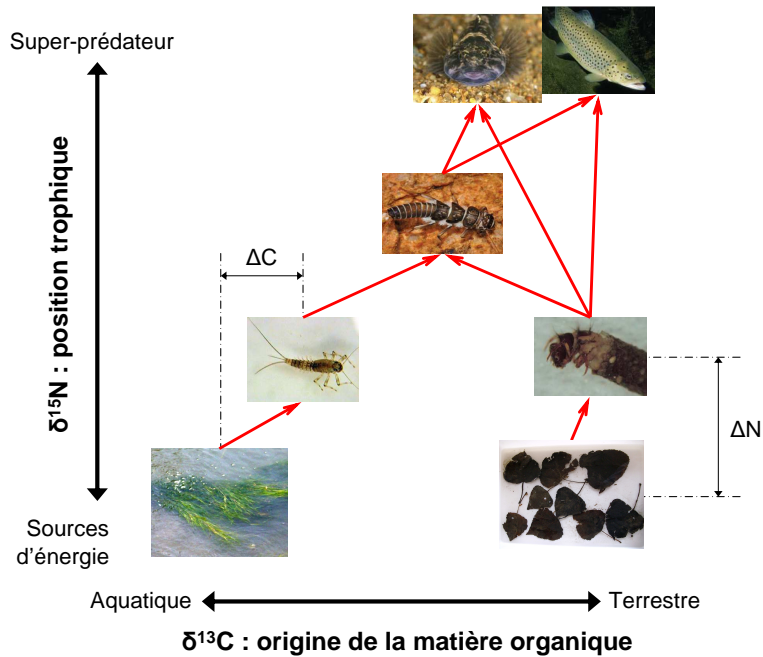 Super-prédateur
δ¹⁵N : position trophique
ΔC
ΔN
Sources
d'énergie
Aquatique
Terrestre
δ¹³C : origine de la matière organique